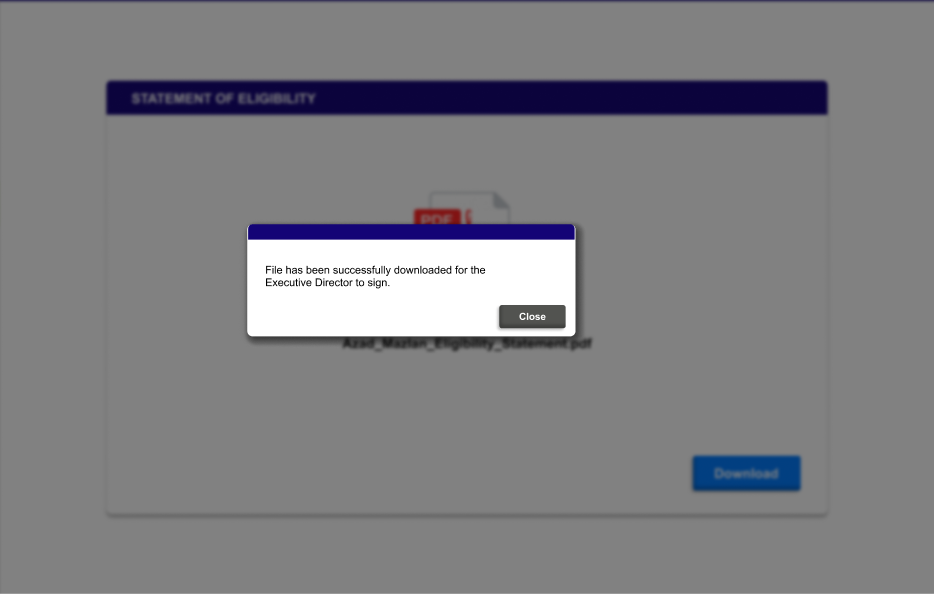 STATEMENT OF ELIGIBILITY
PDF
File has been successfully downloaded for the
Executive Director to sign.
Close
Azad_Mazlan_Eligibility_Statement.pdf
Download